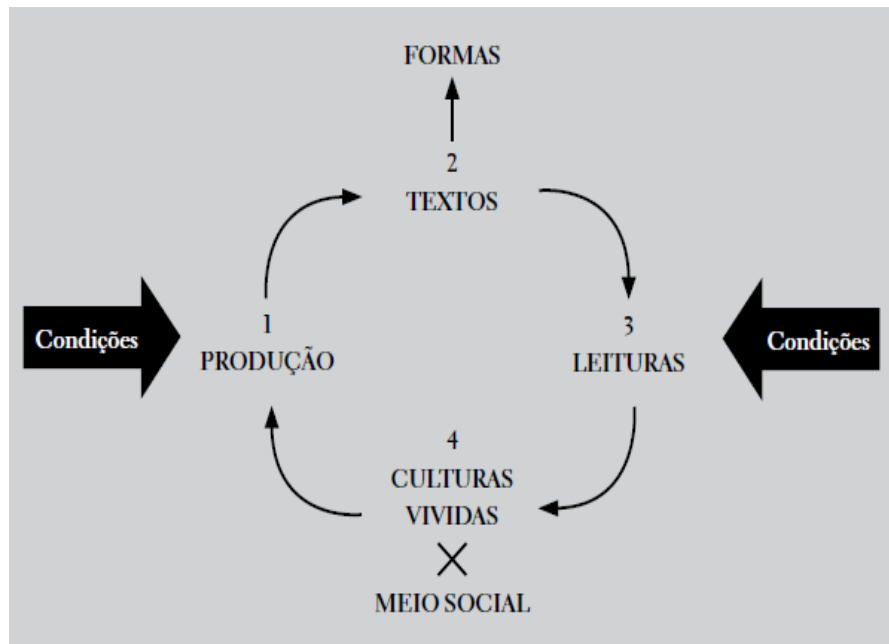 FORMAS
2
TEXTOS
Condições
1
PRODUÇÃO
3
LEITURAS
Condições
4
CULTURAS
VIVIDAS
MEIO SOCIAL